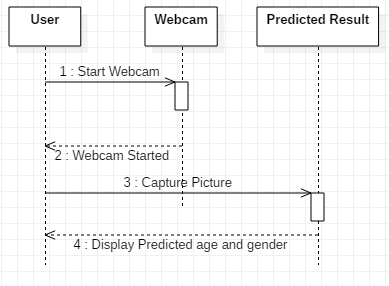 User
Webcam
Predicted Result
1 : Start Webcam
2 : Webcam Started
3 : Capture Picture
4 : Display Predicted age and gender